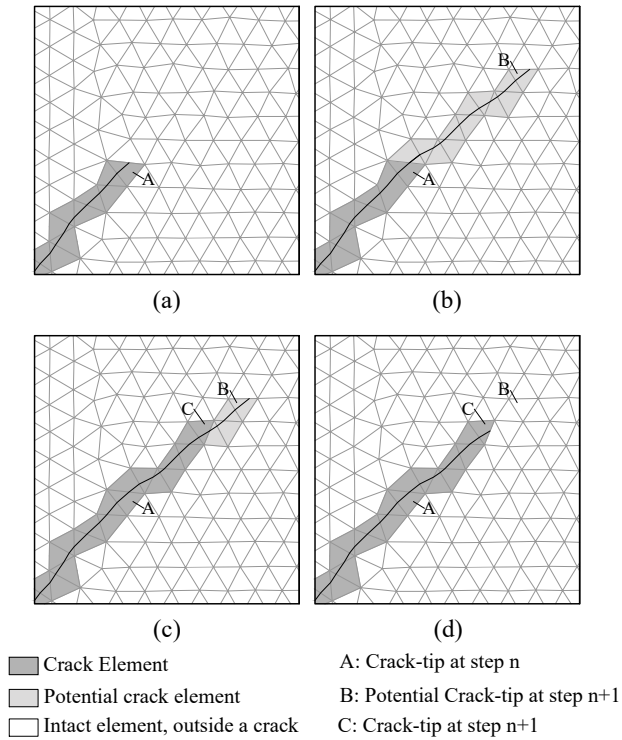 A
(a)
B
A
(b)
B
C
A
(c)
B
C
A
(d)
Crack Element
Potential crack element
Intact element, outside a crack
A: Crack-tip at step n
B: Potential Crack-tip at step n+1
C: Crack-tip at step n+1